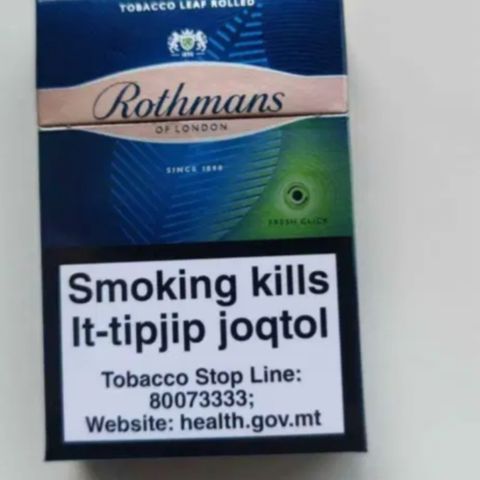 TOBACCO LEAF ROLLED
Rothmans
OF LONDON
SINCE 1890
FRESH CLICK
Smoking kills
It-tipjip joqtol
Tobacco Stop Line:
80073333;
Website: health.gov.mt